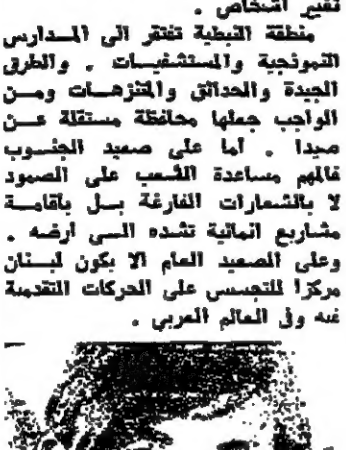 تغيير اشخاص .
منطقة النبطية تفتقر الى المدارس
النموذجية والمستشفيات . والطرق
الجيدة والحدائق والمتنزهات ومن
الواجب جعلها محافظة مستقلة عن
صيدا . اما على صعيد الجنوب
فالمهم مساعدة الشعب على الصمود
لا بالشعارات الفارغة بل باقامة
مشاريع انمائية تشده الى ارضه .
وعلى الصعيد العام الا يكون لبنان
مركزا للتجسس على الحركات التقدمية
فيه وفي العالم العربي .